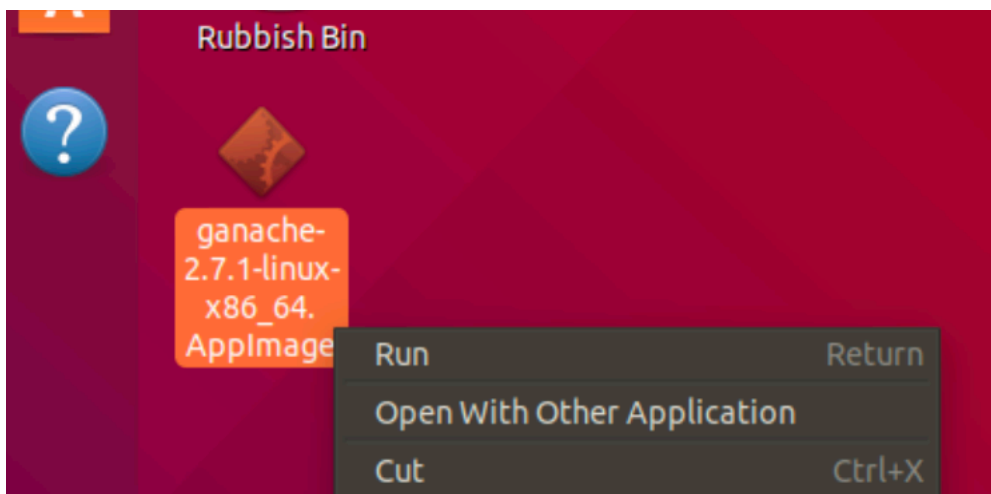 Rubbish Bin
?
ganache-
2.7.1-linux-
x86_64.
AppImage
Run Return
Open With Other Application
Cut Ctrl+X